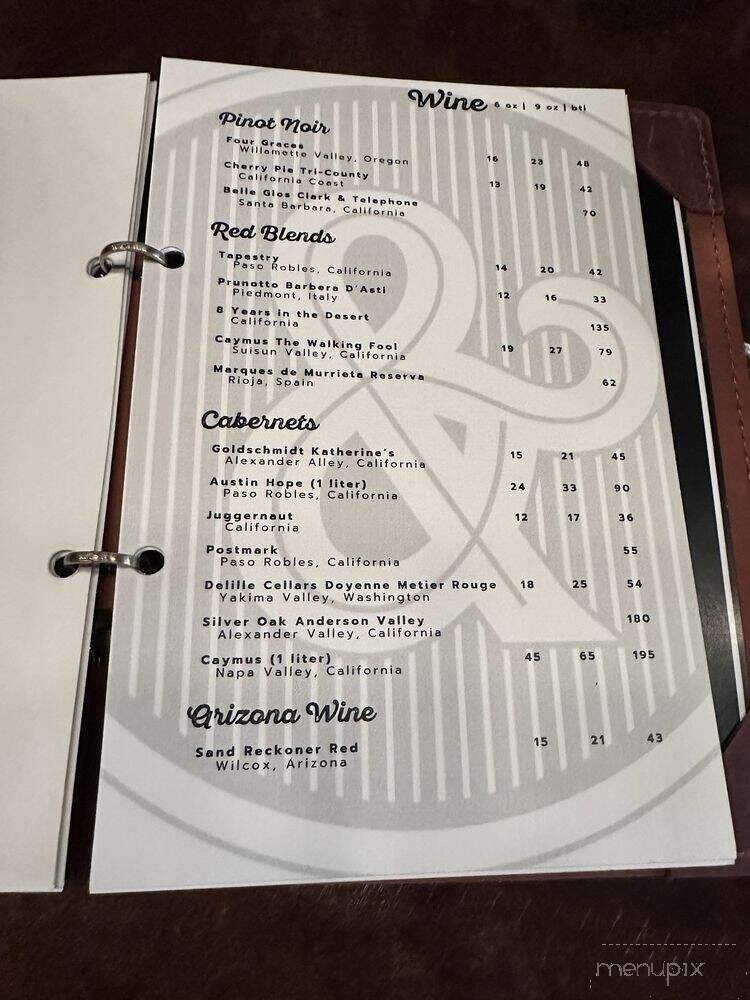 Wine 6 oz | 9 oz | btl
Pinot Noir
Four Graces
Willamette Valley, Oregon 16 23 48
Cherry Pie Tri-County
California Coast 13 19 42
Belle Glos Clark & Telephone
Santa Barbara, California 70
Red Blends
Tapestry
Paso Robles, California 14 20 42
Prunotto Barbera D'Asti
Piedmont, Italy 12 16 33
8 Years in the Desert
California 135
Caymus The Walking Fool
Suisun Valley, California 19 27 79
Marques de Murrieta Reserva
Rioja, Spain 62
Cabernets
Goldschmidt Katherine's 15 21 45
Alexander Alley, California
Austin Hope (1 liter) 24 33 90
Paso Robles, California
Juggernaut 12 17 36
California
Postmark 55
Paso Robles, California
Delille Cellars Doyenne Metier Rouge 18 25 54
Yakima Valley, Washington
Silver Oak Anderson Valley 180
Alexander Valley, California
Caymus (1 liter) 45 65 195
Napa Valley, California
Arizona Wine
Sand Reckoner Red 15 21 43
Wilcox, Arizona
menupix